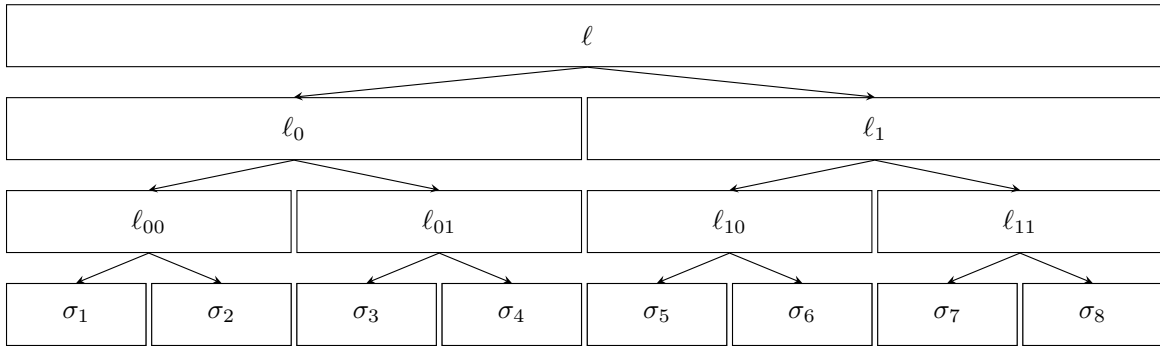 ℓ
ℓ₀ ℓ₁
ℓ₀₀ ℓ₀₁ ℓ₁₀ ℓ₁₁
σ₁ σ₂ σ₃ σ₄ σ₅ σ₆ σ₇ σ₈